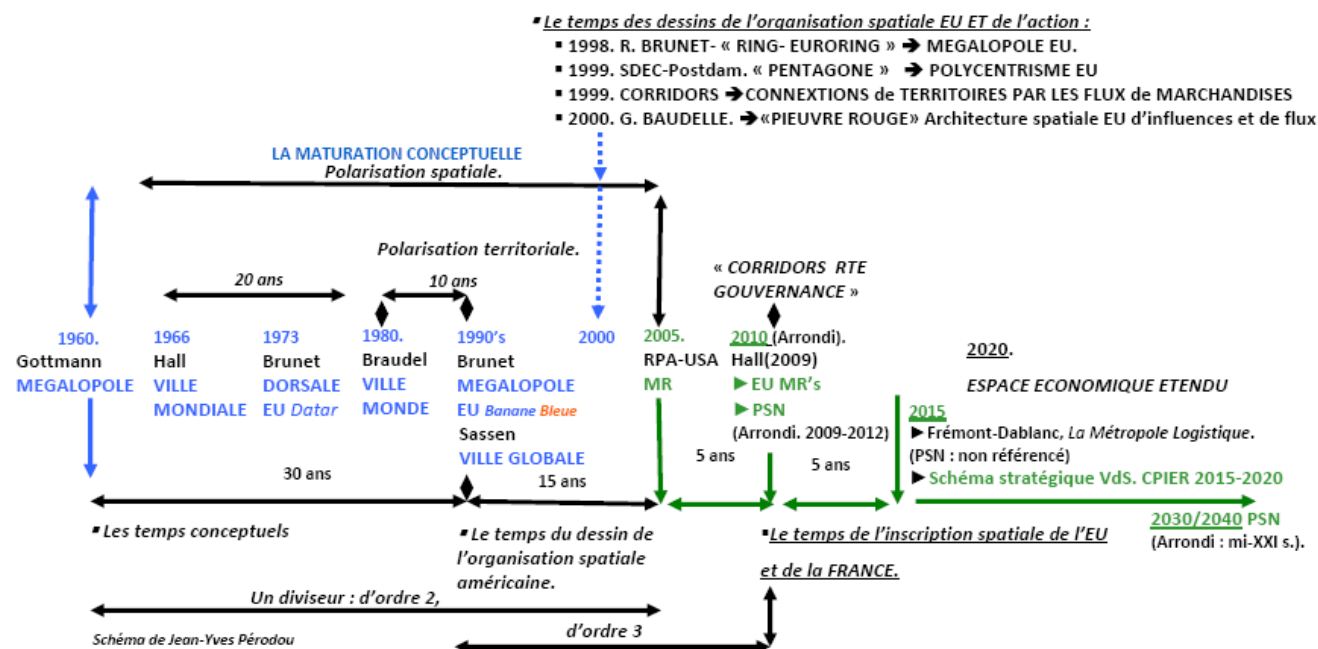 ▪ Le temps des dessins de l’organisation spatiale EU ET de l’action :
▪ 1998. R. BRUNET- « RING- EURORING » ➔ MEGALOPOLE EU.
▪ 1999. SDEC-Postdam. « PENTAGONE » ➔ POLYCENTRISME EU
▪ 1999. CORRIDORS ➔CONNEXTIONS de TERRITOIRES PAR LES FLUX de MARCHANDISES
▪ 2000. G. BAUDELLE. ➔«PIEUVRE ROUGE» Architecture spatiale EU d’influences et de flux
LA MATURATION CONCEPTUELLE
Polarisation spatiale.
Polarisation territoriale.
20 ans
10 ans
« CORRIDORS RTE
GOUVERNANCE »
1960.
Gottmann
MEGALOPOLE
1966
Hall
VILLE
MONDIALE
1973
Brunet
DORSALE
EU Datar
1980.
Braudel
VILLE
MONDE
1990’s
Brunet
MEGALOPOLE
EU Banane Bleue
Sassen
VILLE GLOBALE
2000
2005.
RPA-USA
MR
2010 (Arrondi).
Hall(2009)
►EU MR’s
►PSN
(Arrondi. 2009-2012)
2020.
ESPACE ECONOMIQUE ETENDU
2015
►Frémont-Dablanc, La Métropole Logistique.
(PSN : non référencé)
►Schéma stratégique VdS. CPIER 2015-2020
30 ans
15 ans
5 ans
5 ans
2030/2040 PSN
(Arrondi : mi-XXI s.).
▪ Les temps conceptuels
▪ Le temps du dessin de
l’organisation spatiale
américaine.
▪Le temps de l’inscription spatiale de l’EU
et de la FRANCE.
Un diviseur : d’ordre 2,
d’ordre 3
Schéma de Jean-Yves Pérodou